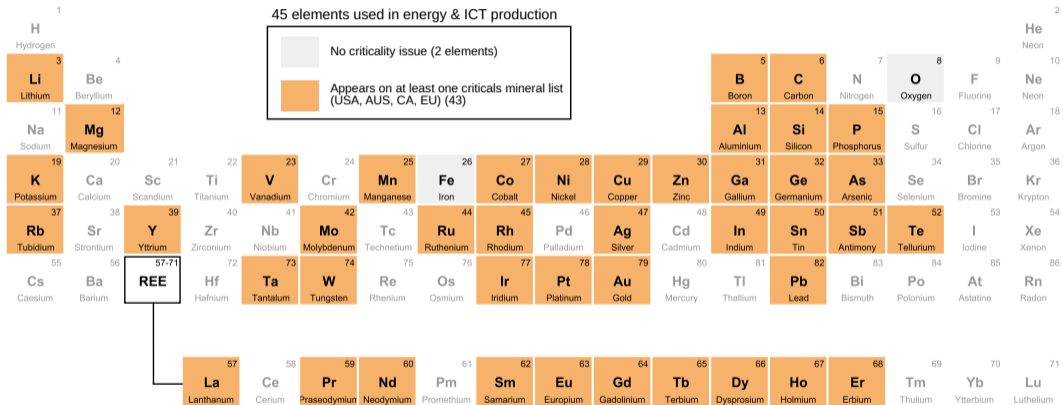 45 elements used in energy & ICT production
No criticality issue (2 elements)
Appears on at least one criticals mineral list
(USA, AUS, CA, EU) (43)
1
H
Hydrogen
2
He
Neon
3
Li
Lithium
4
Be
Beryllium
5
B
Boron
6
C
Carbon
7
N
Nitrogen
8
O
Oxygen
9
F
Fluorine
10
Ne
Neon
11
Na
Sodium
12
Mg
Magnesium
13
Al
Aluminium
14
Si
Silicon
15
P
Phosphorus
16
S
Sulfur
17
Cl
Chlorine
18
Ar
Argon
19
K
Potassium
20
Ca
Calcium
21
Sc
Scandium
22
Ti
Titanium
23
V
Vanadium
24
Cr
Chromium
25
Mn
Manganese
26
Fe
Iron
27
Co
Cobalt
28
Ni
Nickel
29
Cu
Copper
30
Zn
Zinc
31
Ga
Gallium
32
Ge
Germanium
33
As
Arsenic
34
Se
Selenium
35
Br
Bromine
36
Kr
Krypton
37
Rb
Tubidium
38
Sr
Strontium
39
Y
Yttrium
40
Zr
Zirconium
41
Nb
Niobium
42
Mo
Molybdenum
43
Tc
Technetium
44
Ru
Ruthenium
45
Rh
Rhodium
46
Pd
Palladium
47
Ag
Silver
48
Cd
Cadmium
49
In
Indium
50
Sn
Tin
51
Sb
Antimony
52
Te
Tellurium
53
I
Iodine
54
Xe
Xenon
55
Cs
Caesium
56
Ba
Barium
57-71
REE
72
Hf
Hafnium
73
Ta
Tantalum
74
W
Tungsten
75
Re
Rhenium
76
Os
Osmium
77
Ir
Iridium
78
Pt
Platinum
79
Au
Gold
80
Hg
Mercury
81
Tl
Thallium
82
Pb
Lead
83
Bi
Bismuth
84
Po
Polonium
85
At
Astatine
86
Rn
Radon
57
La
Lanthanum
58
Ce
Cerium
59
Pr
Praseodymium
60
Nd
Neodymium
61
Pm
Promethium
62
Sm
Samarium
63
Eu
Europium
64
Gd
Gadolinium
65
Tb
Terbium
66
Dy
Dysprosium
67
Ho
Holmium
68
Er
Erbium
69
Tm
Thulium
70
Yb
Ytterbium
71
Lu
Luthelium